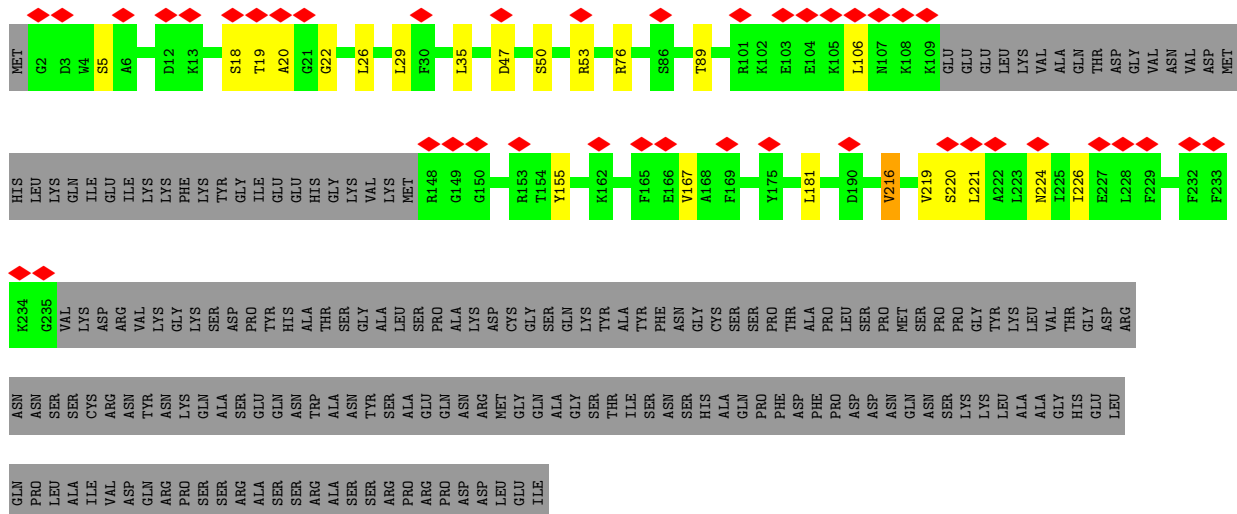 MET G2 D3 W4 S5 A6 D12 K13 S18 T19 A20 G21 G22 L26 L29 F30 L35 D47 S50 R53 R76 S86 T89 R101 K102 E103 E104 K105 L106 N107 K108 K109 GLU GLU GLU LEU LYS VAL ALA GLN THR ASP GLY VAL ASN VAL ASP MET
HIS LEU LYS GLN ILE GLU ILE LYS LYS PHE LYS TYR GLY ILE GLU GLU HIS GLY LYS VAL LYS MET R148 G149 G150 R153 T154 Y155 K162 F165 E166 V167 A168 F169 Y175 L181 D190 V216 V219 S220 L221 A222 L223 N224 I225 I226 E227 L228 F229 F232 F233
K234 G235 VAL LYS ASP ARG VAL LYS GLY LYS SER ASP PRO TYR HIS ALA THR SER GLY ALA LEU SER PRO ALA LYS ASP CYS GLY SER GLN LYS TYR ALA TYR PHE ASN GLY CYS SER SER PRO THR ALA PRO LEU SER PRO MET SER PRO PRO GLY TYR LYS LEU VAL THR GLY ASP ARG
ASN ASN SER SER CYS ARG ASN TYR ASN LYS GLN ALA SER GLU GLN ASN TRP ALA ASN TYR SER ALA GLU GLN ASN ARG MET GLY GLN ALA GLY SER THR ILE SER ASN SER HIS ALA GLN PRO PHE ASP PHE PRO ASP ASP ASN GLN ASN SER LYS LYS LEU ALA ALA GLY HIS GLU LEU
GLN PRO LEU ALA ILE VAL ASP GLN ARG PRO SER SER ARG ALA SER SER ARG ALA SER SER ARG PRO ARG PRO ASP ASP LEU GLU ILE